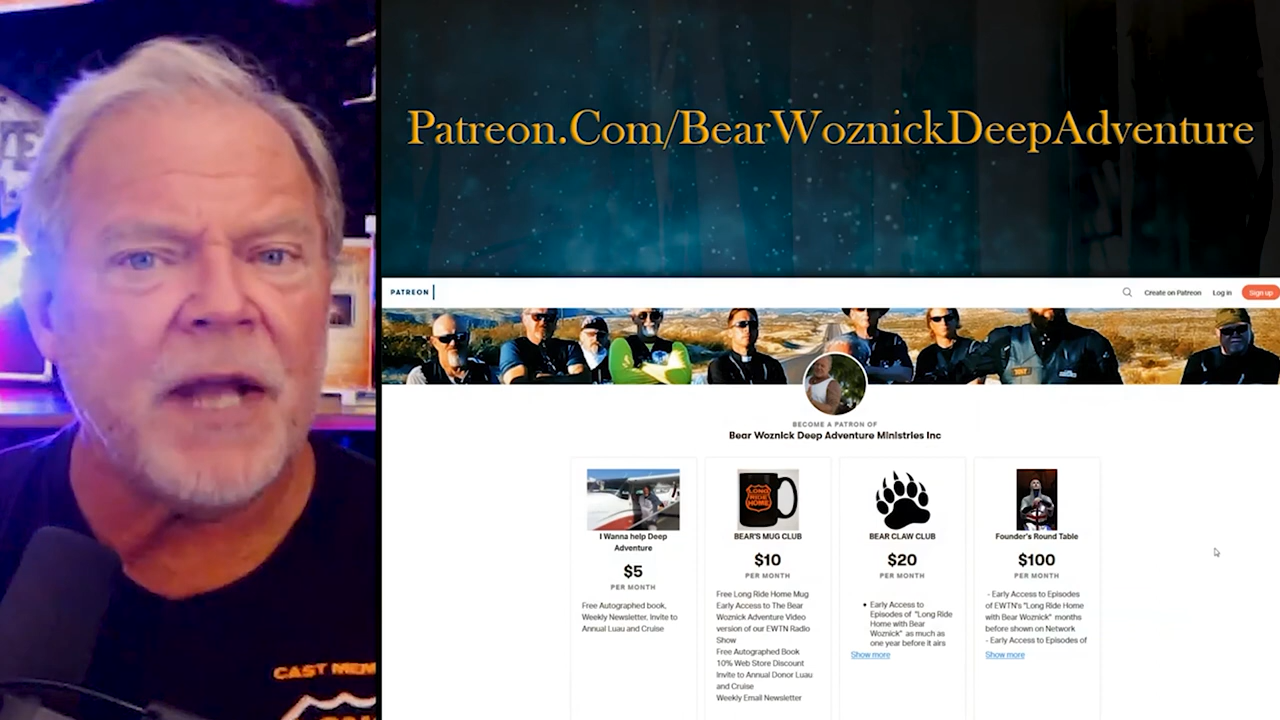 Patreon.Com/BearWoznickDeepAdventure
PATREON
Create on Patreon
Log in
Sign up
BECOME A PATRON OF
Bear Woznick Deep Adventure Ministries Inc
I Wanna help Deep
Adventure
$5
PER MONTH
Free Autographed book,
Weekly Newsletter, Invite to
Annual Luau and Cruise
LONG
RIDE
HOME
BEAR'S MUG CLUB
$10
PER MONTH
Free Long Ride Home Mug
Early Access to The Bear
Woznick Adventure Video
version of our EWTN Radio
Show
Free Autographed Book
10% Web Store Discount
Invite to Annual Donor Luau
and Cruise
Weekly Email Newsletter
BEAR CLAW CLUB
$20
PER MONTH
• Early Access to
Episodes of "Long Ride
Home with Bear
Woznick" as much as
one year before it airs
Show more
Founder's Round Table
$100
PER MONTH
- Early Access to Episodes
of EWTN's "Long Ride Home
with Bear Woznick" months
before shown on Network
- Early Access to Episodes of
Show more
CAST MEM